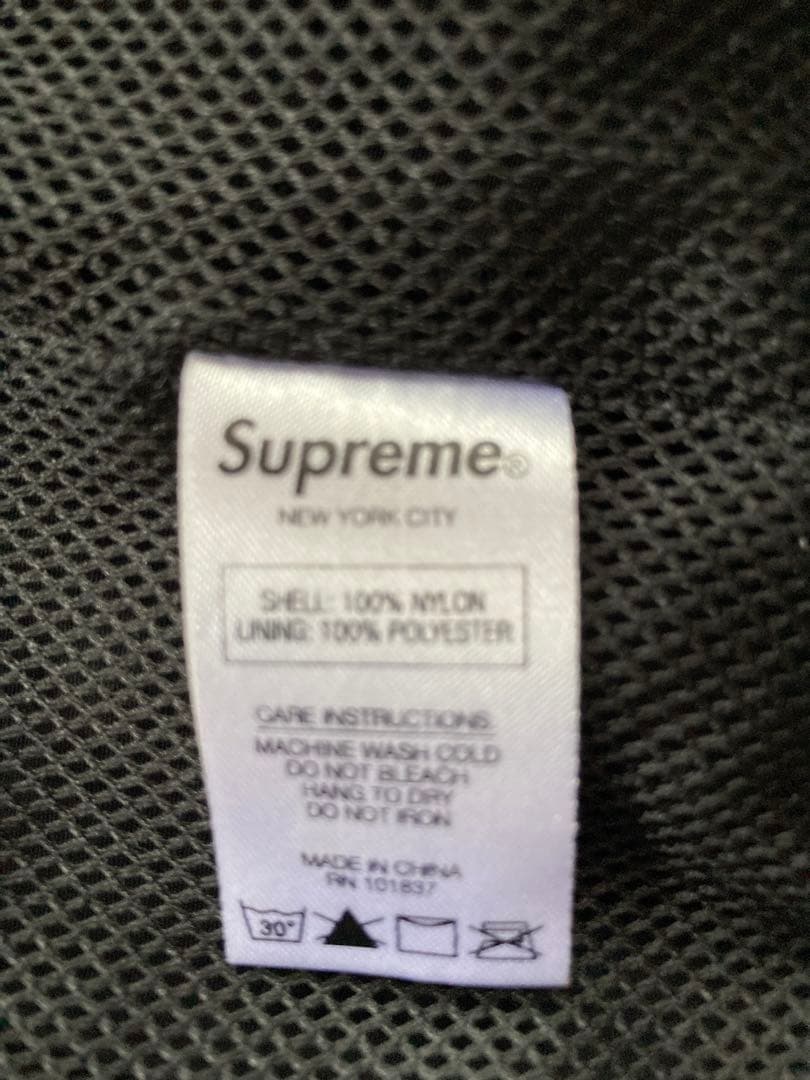 Supreme®
NEW YORK CITY
SHELL: 100% NYLON
LINING: 100% POLYESTER
CARE INSTRUCTIONS:
MACHINE WASH COLD
DO NOT BLEACH
HANG TO DRY
DO NOT IRON
MADE IN CHINA
RN 101837
30°